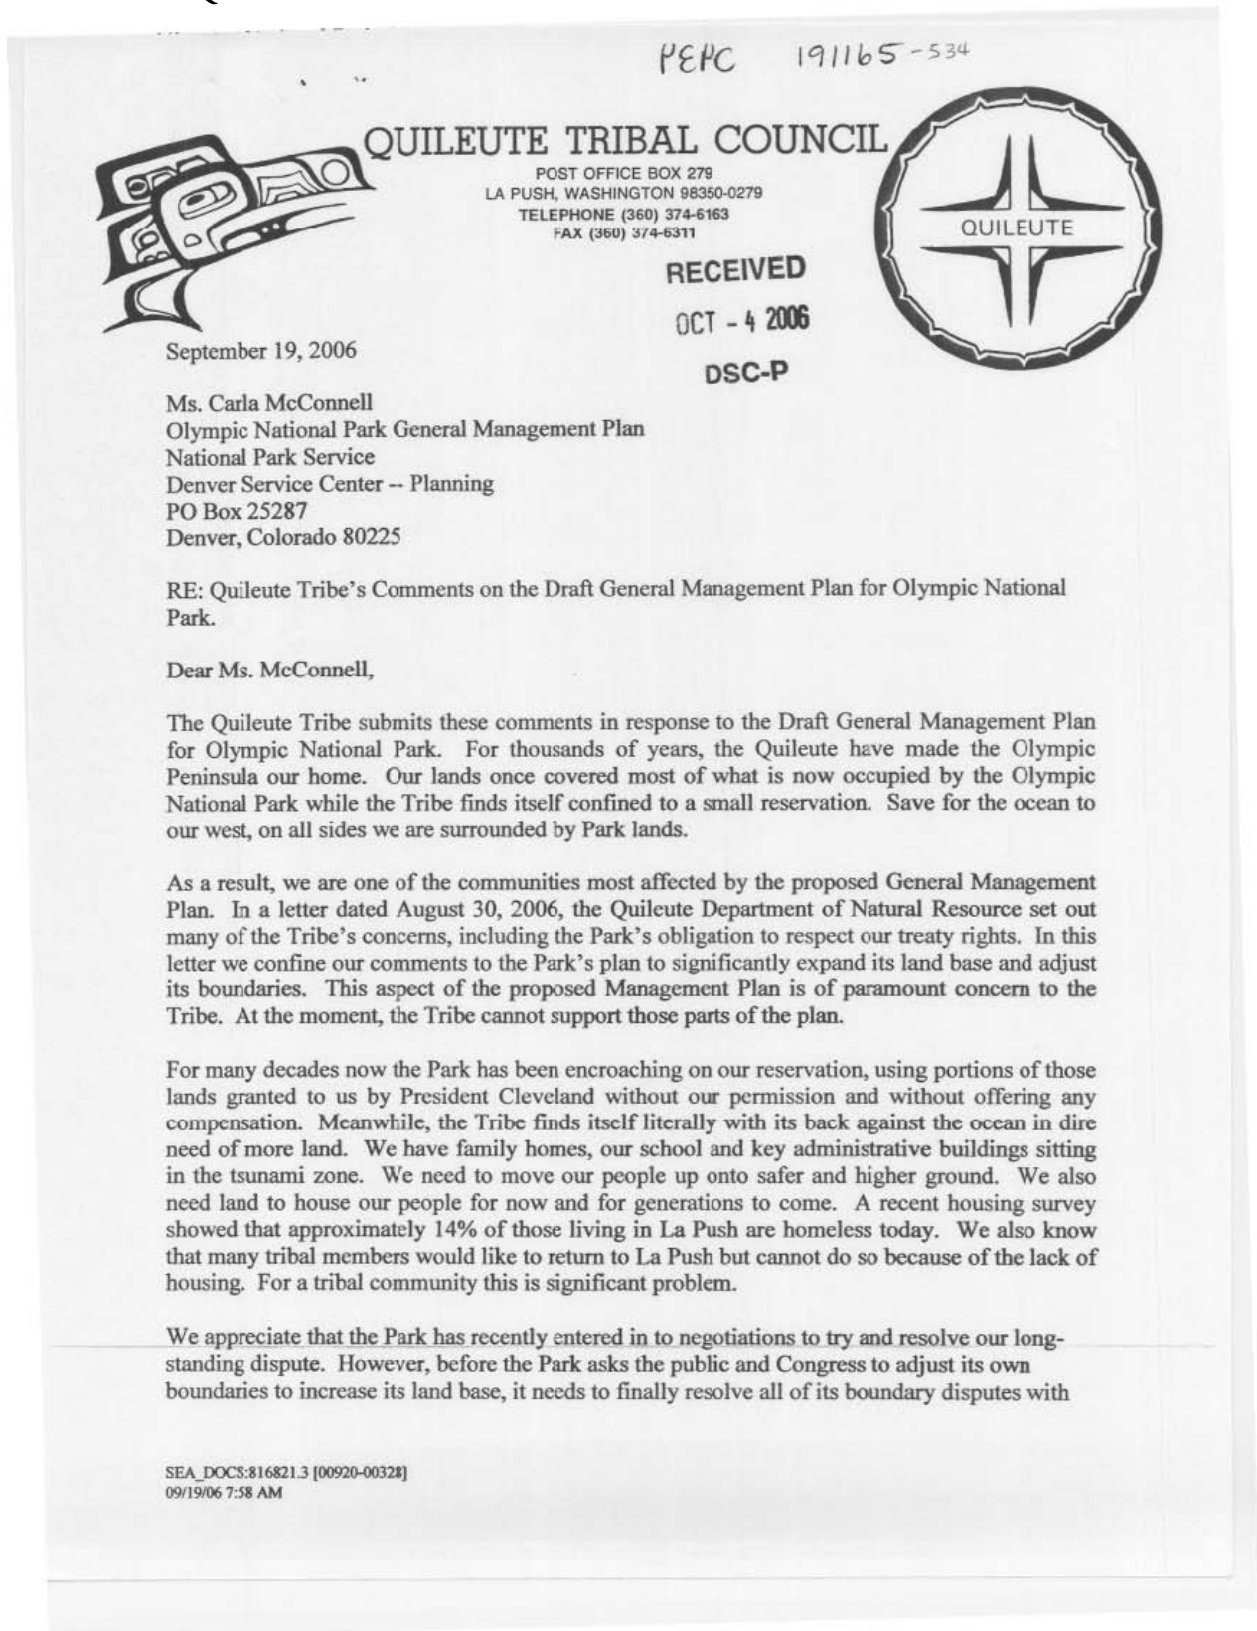 PEPC 191165-534
QUILEUTE TRIBAL COUNCIL
POST OFFICE BOX 279
LA PUSH, WASHINGTON 98350-0279
TELEPHONE (360) 374-6163
FAX (360) 374-6311
QUILEUTE
RECEIVED
OCT - 4 2006
DSC-P
September 19, 2006
Ms. Carla McConnell
Olympic National Park General Management Plan
National Park Service
Denver Service Center -- Planning
PO Box 25287
Denver, Colorado 80225
RE: Quileute Tribe's Comments on the Draft General Management Plan for Olympic National
Park.
Dear Ms. McConnell,
The Quileute Tribe submits these comments in response to the Draft General Management Plan
for Olympic National Park. For thousands of years, the Quileute have made the Olympic
Peninsula our home. Our lands once covered most of what is now occupied by the Olympic
National Park while the Tribe finds itself confined to a small reservation. Save for the ocean to
our west, on all sides we are surrounded by Park lands.
As a result, we are one of the communities most affected by the proposed General Management
Plan. In a letter dated August 30, 2006, the Quileute Department of Natural Resource set out
many of the Tribe's concerns, including the Park's obligation to respect our treaty rights. In this
letter we confine our comments to the Park's plan to significantly expand its land base and adjust
its boundaries. This aspect of the proposed Management Plan is of paramount concern to the
Tribe. At the moment, the Tribe cannot support those parts of the plan.
For many decades now the Park has been encroaching on our reservation, using portions of those
lands granted to us by President Cleveland without our permission and without offering any
compensation. Meanwhile, the Tribe finds itself literally with its back against the ocean in dire
need of more land. We have family homes, our school and key administrative buildings sitting
in the tsunami zone. We need to move our people up onto safer and higher ground. We also
need land to house our people for now and for generations to come. A recent housing survey
showed that approximately 14% of those living in La Push are homeless today. We also know
that many tribal members would like to return to La Push but cannot do so because of the lack of
housing. For a tribal community this is significant problem.
We appreciate that the Park has recently entered in to negotiations to try and resolve our long-
standing dispute. However, before the Park asks the public and Congress to adjust its own
boundaries to increase its land base, it needs to finally resolve all of its boundary disputes with
SEA_DOCS:816821.3 [00920-00328]
09/19/06 7:58 AM